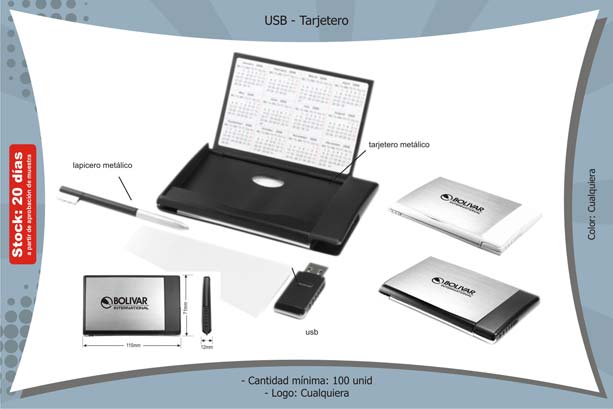 USB - Tarjetero
tarjetero metálico
lapicero metálico
Stock: 20 días
a partir de aprobación de muestra
Color: Cualquiera
BOLIVAR
INTERNATIONAL
BOLIVAR
INTERNATIONAL
BOLIVAR
INTERNATIONAL
71mm
115mm
12mm
usb
- Cantidad mínima: 100 unid
- Logo: Cualquiera